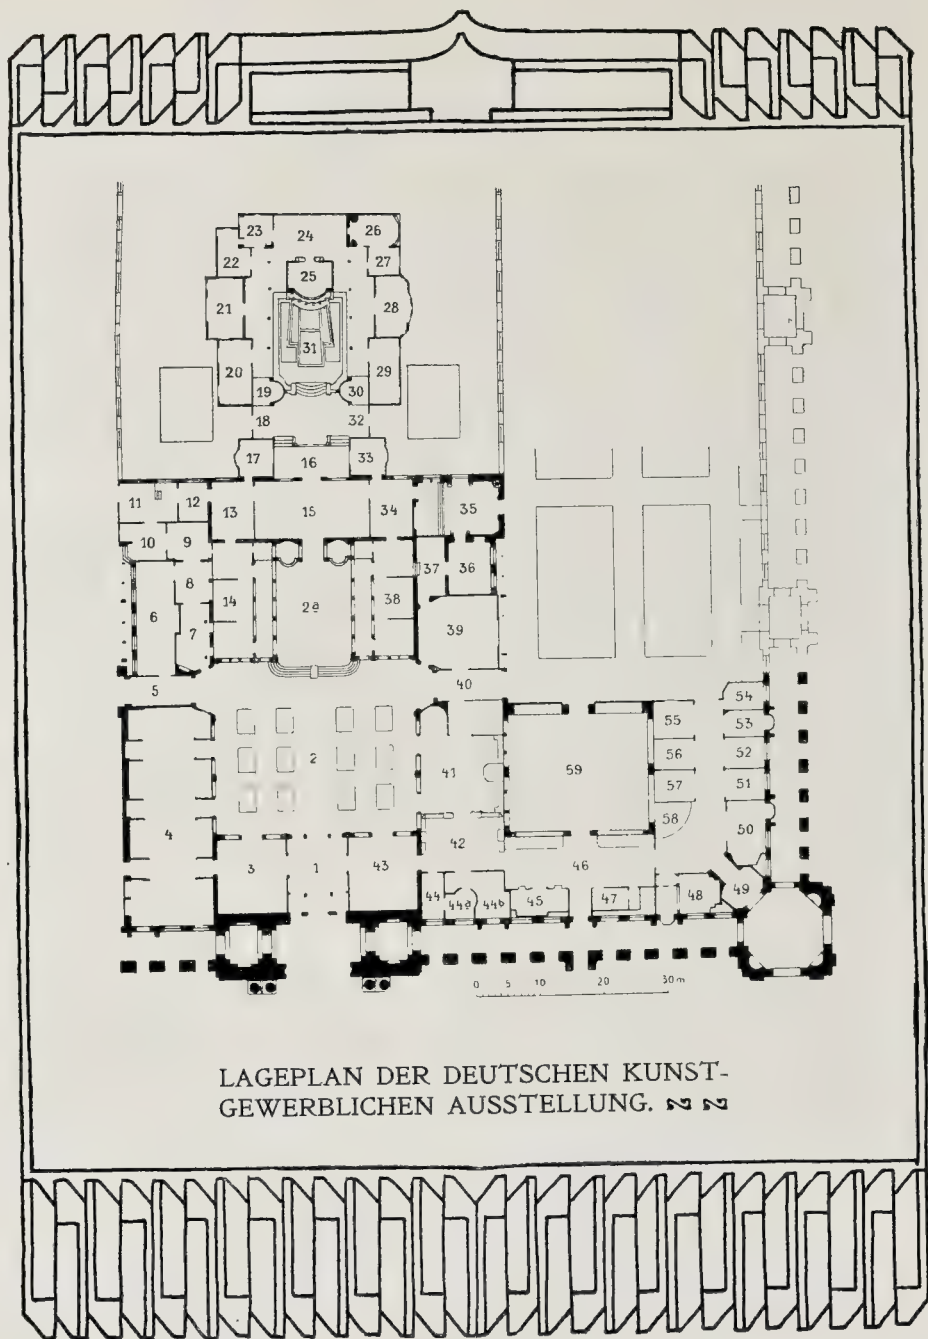 23 24 26
22 25 27
21 28
31
20 19 30 29
18 32
17 16 33
11 12 13 15 34 35
10 9
8 37 36
14 2a 38
6 7 39
5 40
54
55 53
2 41 59 56 52
57 51
4 58 50
3 1 43 42 46
44 44a 44b 45 47 48 49
0 5 10 20 30 m
LAGEPLAN DER DEUTSCHEN KUNST-
GEWERBLICHEN AUSSTELLUNG.